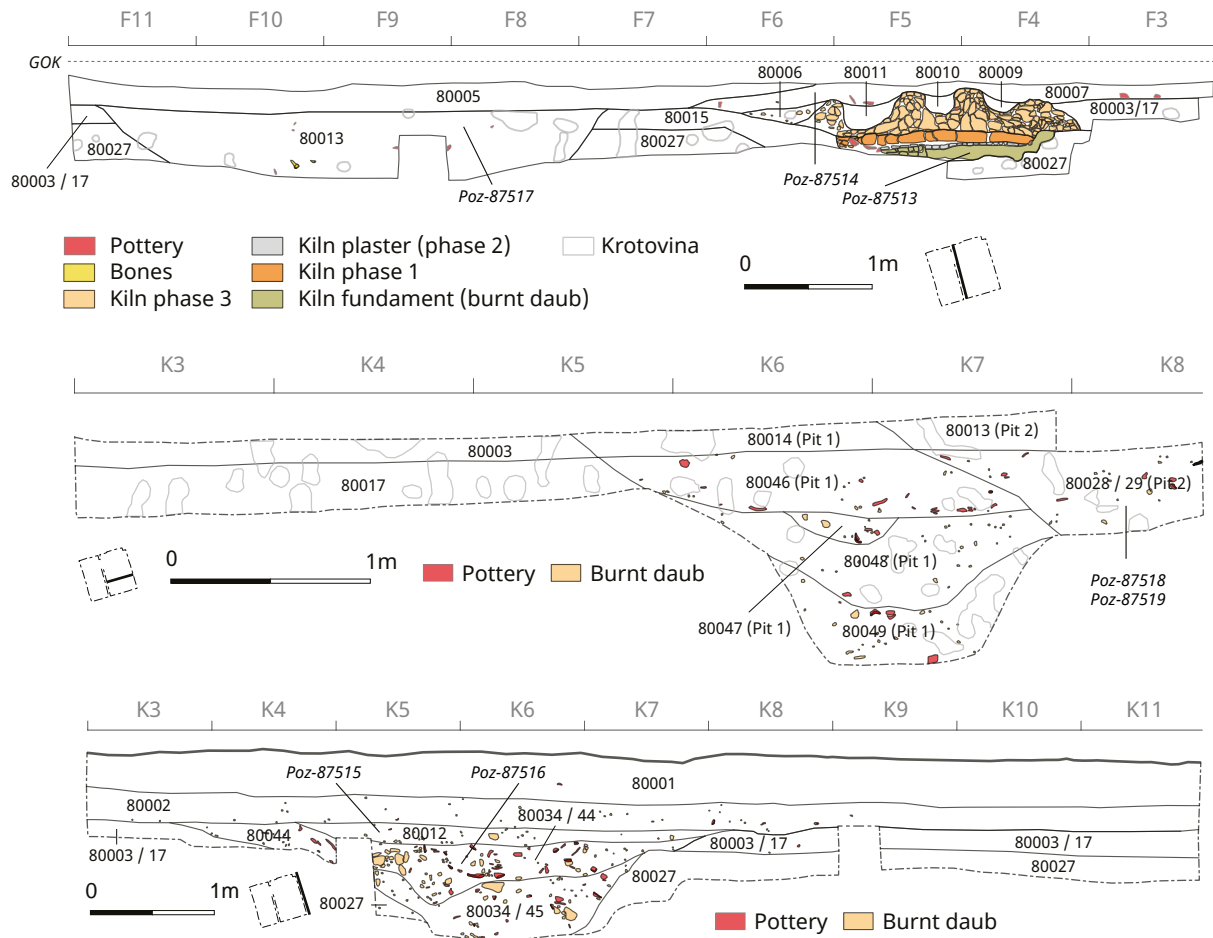 F11 F10 F9 F8 F7 F6 F5 F4 F3
GOK
80006 80011 80010 80009
80005 80007
80003/17
80013 80015
80027 80027 80027
80003 / 17
Poz-87517 Poz-87514
Poz-87513
Pottery Kiln plaster (phase 2) Krotovina
Bones Kiln phase 1
Kiln phase 3 Kiln fundament (burnt daub)
0 1m
K3 K4 K5 K6 K7 K8
80003 80014 (Pit 1) 80013 (Pit 2)
80017 80046 (Pit 1) 80028 / 29 (Pit 2)
80048 (Pit 1)
0 1m
Pottery Burnt daub
Poz-87518
Poz-87519
80047 (Pit 1) 80049 (Pit 1)
K3 K4 K5 K6 K7 K8 K9 K10 K11
Poz-87515 Poz-87516
80001
80002 80034 / 44
80044 80012
80003 / 17 80003 / 17 80003 / 17
80027 80027
0 1m
80027 80034 / 45
Pottery Burnt daub